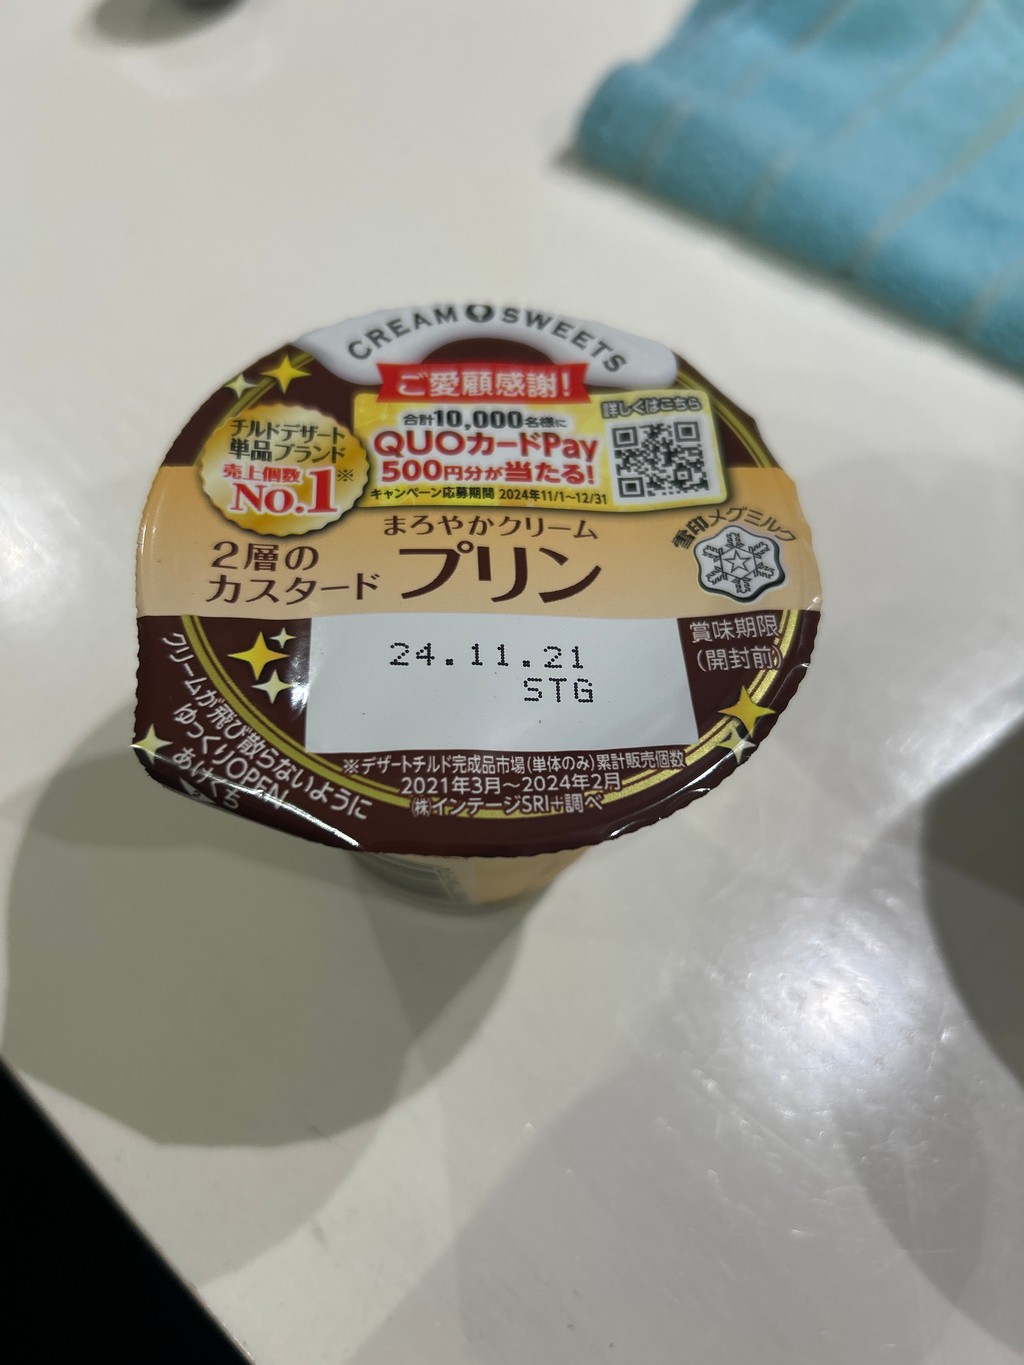 CREAM SWEETS
ご愛顧感謝!
合計10,000名様に
QUOカードPay
500円分が当たる!
キャンペーン応募期間 2024年11/1~12/31
詳しくはこちら
チルドデザート
単品ブランド
売上個数※
No.1
まろやかクリーム
2層の
カスタード
プリン
雪印メグミルク
賞味期限
(開封前)
24.11.21
STG
クリームが飛び散らないように
ゆっくりOPEN
あけくち
※デザートチルド完成品市場(単体のみ)累計販売個数
2021年3月~2024年2月
㈱インテージSRI+調べ